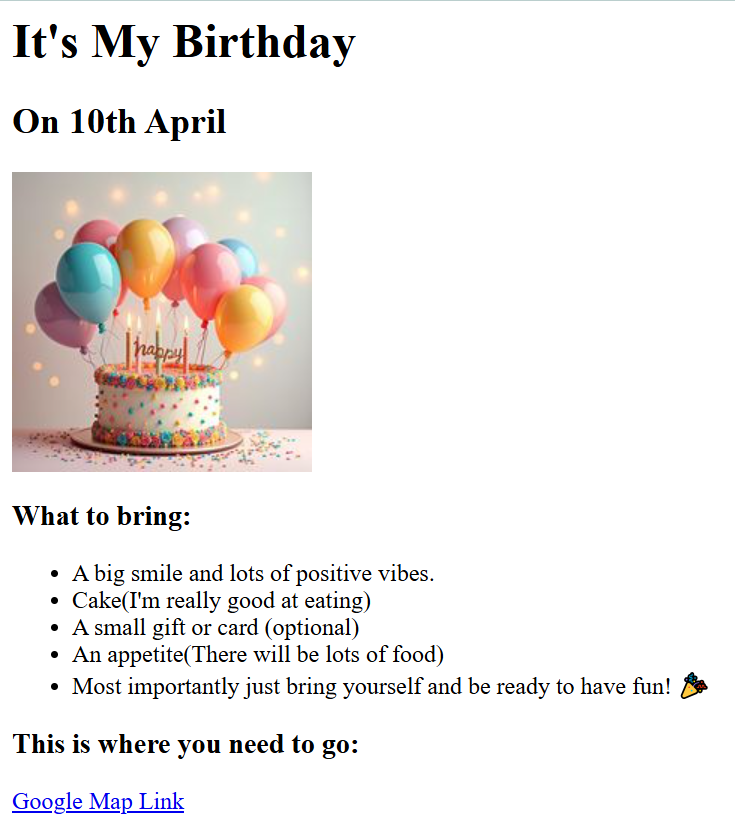 It's My Birthday
On 10th April
happy
What to bring:
A big smile and lots of positive vibes.
Cake(I'm really good at eating)
A small gift or card (optional)
An appetite(There will be lots of food)
Most importantly just bring yourself and be ready to have fun! 🎉
This is where you need to go:
Google Map Link